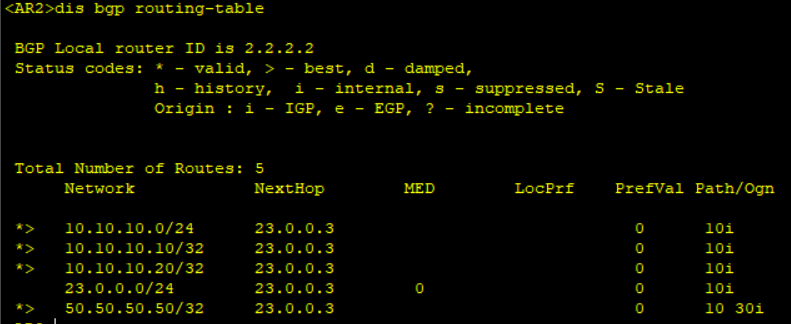 <AR2>dis bgp routing-table
BGP Local router ID is 2.2.2.2
Status codes: * - valid, > - best, d - damped,
h - history, i - internal, s - suppressed, S - Stale
Origin : i - IGP, e - EGP, ? - incomplete
Total Number of Routes: 5
Network NextHop MED LocPrf PrefVal Path/Ogn
*> 10.10.10.0/24 23.0.0.3 0 10i
*> 10.10.10.10/32 23.0.0.3 0 10i
*> 10.10.10.20/32 23.0.0.3 0 10i
23.0.0.0/24 23.0.0.3 0 0 10i
*> 50.50.50.50/32 23.0.0.3 0 10 30i